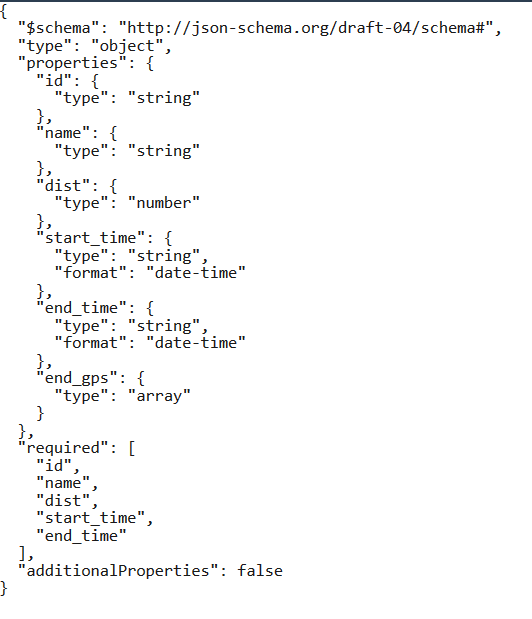 {
  "$schema": "http://json-schema.org/draft-04/schema#",
  "type": "object",
  "properties": {
    "id": {
      "type": "string"
    },
    "name": {
      "type": "string"
    },
    "dist": {
      "type": "number"
    },
    "start_time": {
      "type": "string",
      "format": "date-time"
    },
    "end_time": {
      "type": "string",
      "format": "date-time"
    },
    "end_gps": {
      "type": "array"
    }
  },
  "required": [
    "id",
    "name",
    "dist",
    "start_time",
    "end_time"
  ],
  "additionalProperties": false
}